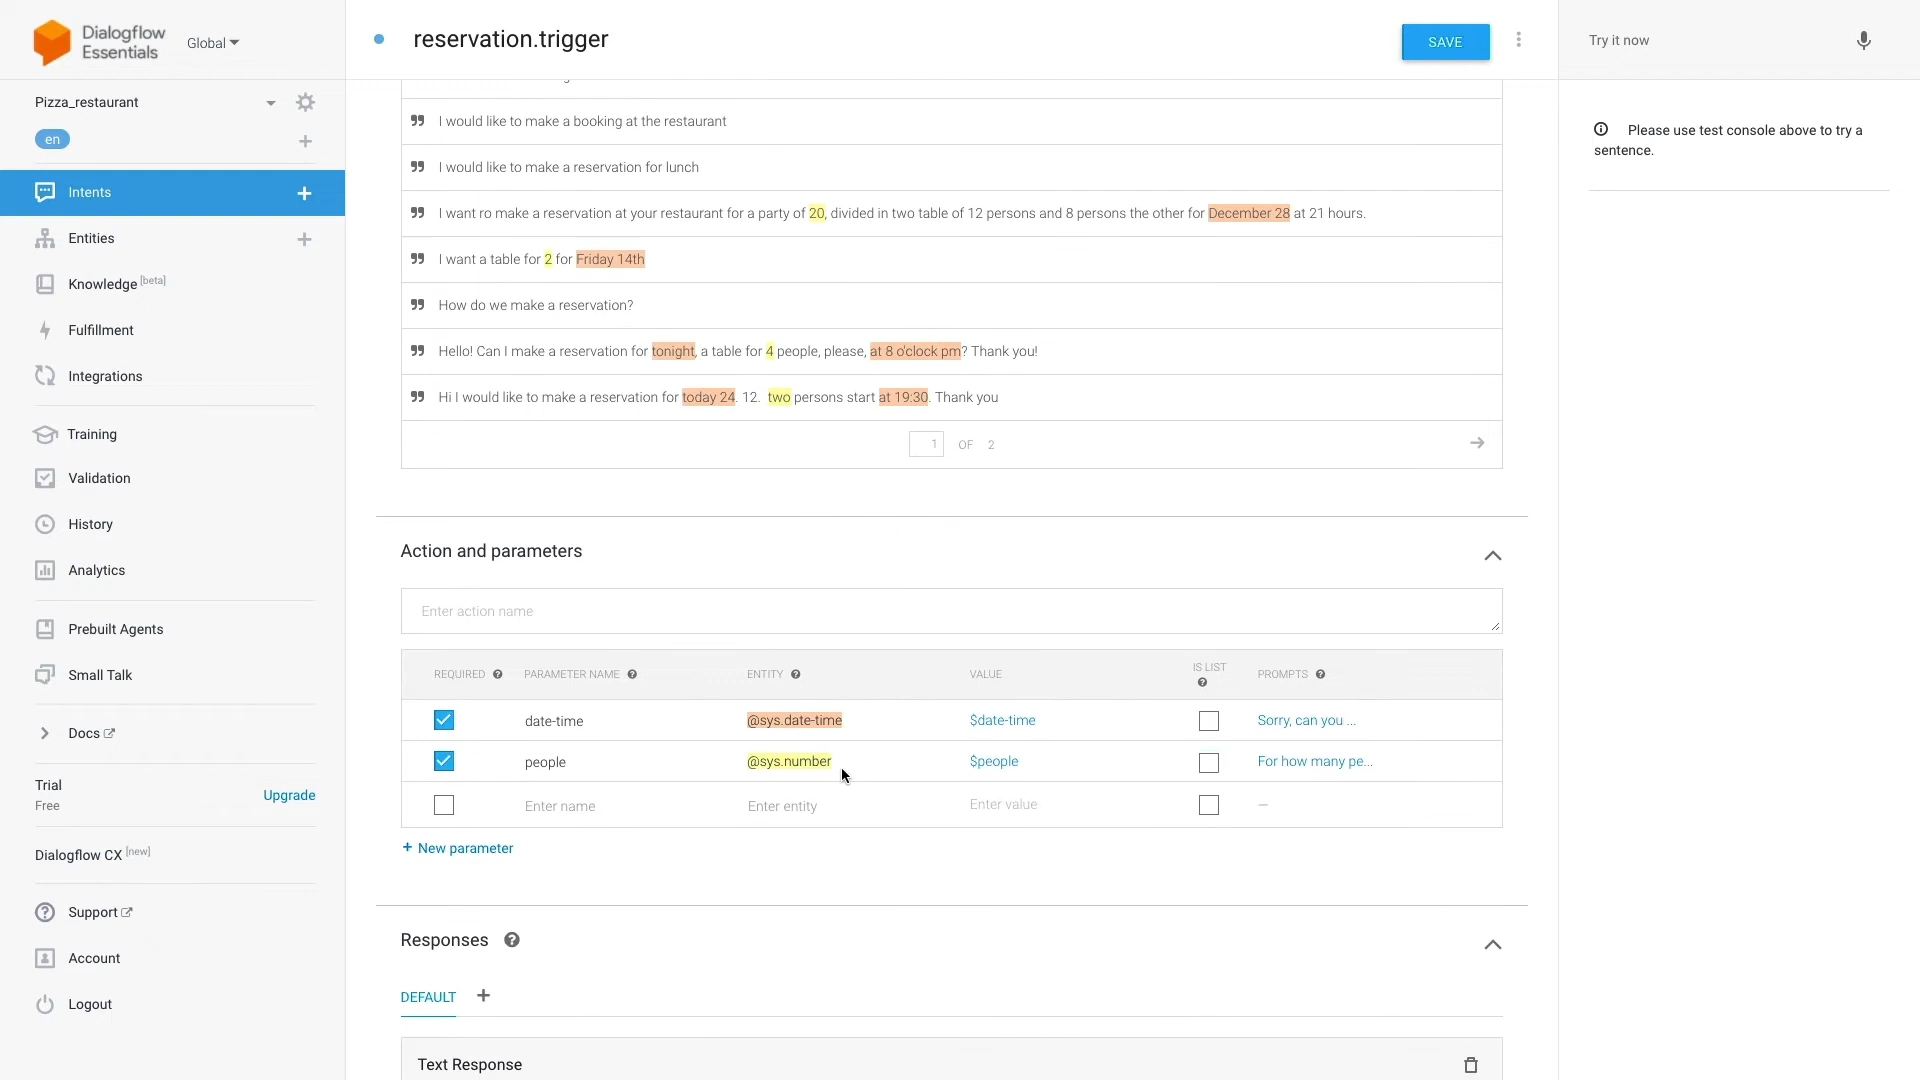 Dialogflow
Essentials
Global
reservation.trigger
SAVE
Try it now
Pizza_restaurant
en
Please use test console above to try a
sentence.
Intents
Entities
Knowledge [beta]
Fulfillment
Integrations
Training
Validation
History
Analytics
Prebuilt Agents
Small Talk
Docs
Trial
Free
Upgrade
Dialogflow CX [new]
Support
Account
Logout
I would like to make a booking at the restaurant
I would like to make a reservation for lunch
I want ro make a reservation at your restaurant for a party of 20, divided in two table of 12 persons and 8 persons the other for December 28 at 21 hours.
I want a table for 2 for Friday 14th
How do we make a reservation?
Hello! Can I make a reservation for tonight, a table for 4 people, please, at 8 o'clock pm? Thank you!
Hi I would like to make a reservation for today 24. 12. two persons start at 19:30. Thank you
1 OF 2
Action and parameters
Enter action name
REQUIRED PARAMETER NAME ENTITY VALUE IS LIST PROMPTS
date-time @sys.date-time $date-time Sorry, can you ...
people @sys.number $people For how many pe...
Enter name Enter entity Enter value —
+ New parameter
Responses
DEFAULT +
Text Response